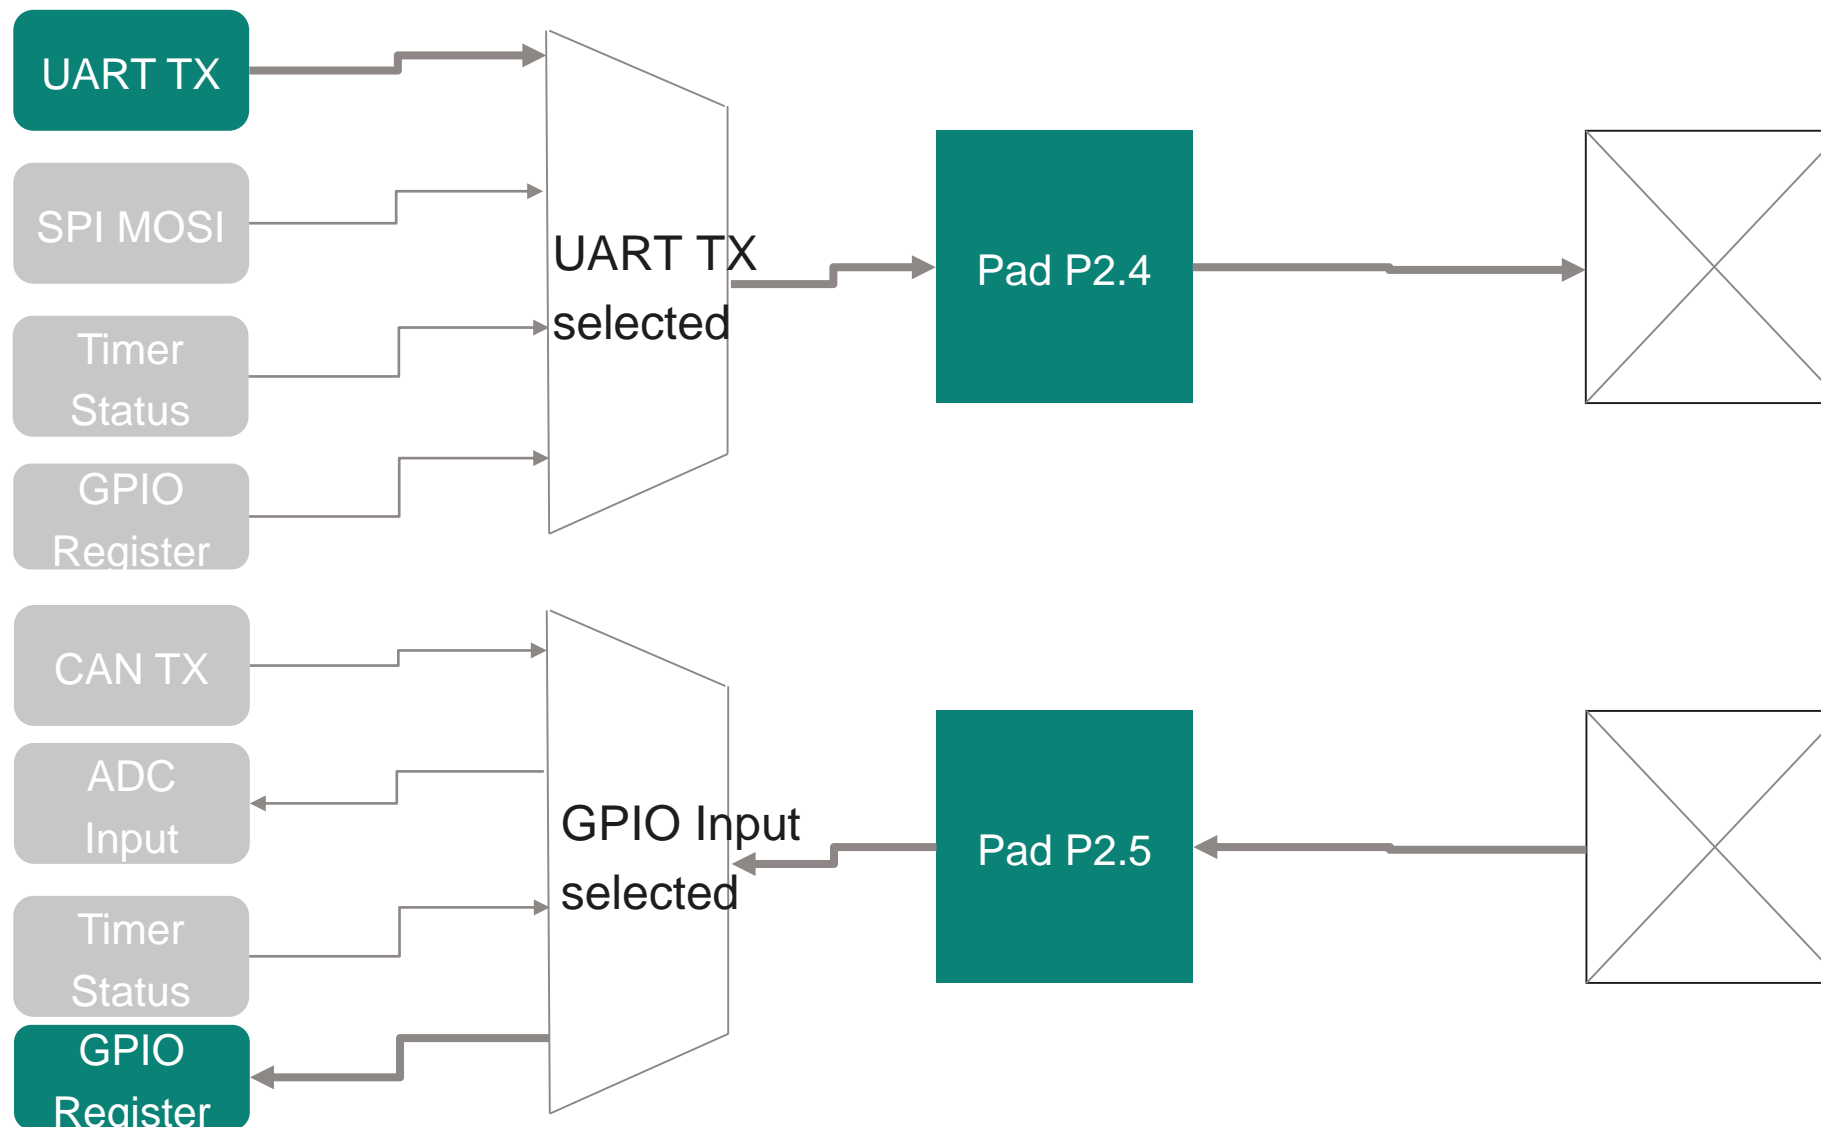 UART TX
SPI MOSI
Timer
Status
GPIO
Register
UART TX
selected
Pad P2.4
CAN TX
ADC
Input
Timer
Status
GPIO
Register
GPIO Input
selected
Pad P2.5